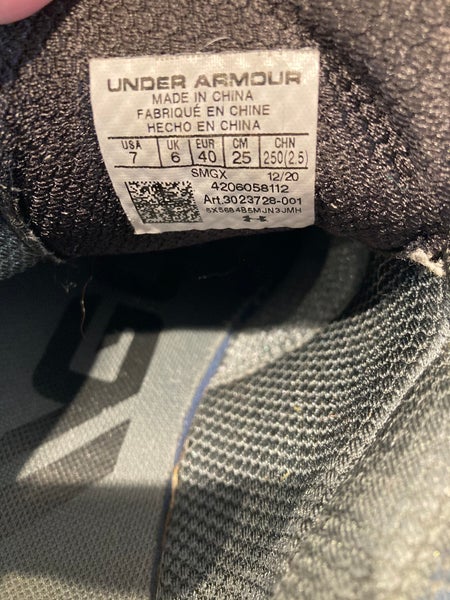 UNDER ARMOUR
MADE IN CHINA
FABRIQUÉ EN CHINE
HECHO EN CHINA
USA UK EUR CM CHN
7 6 40 25 250(2.5)
SMGX 12/20
4206058112
Art.3023728-001